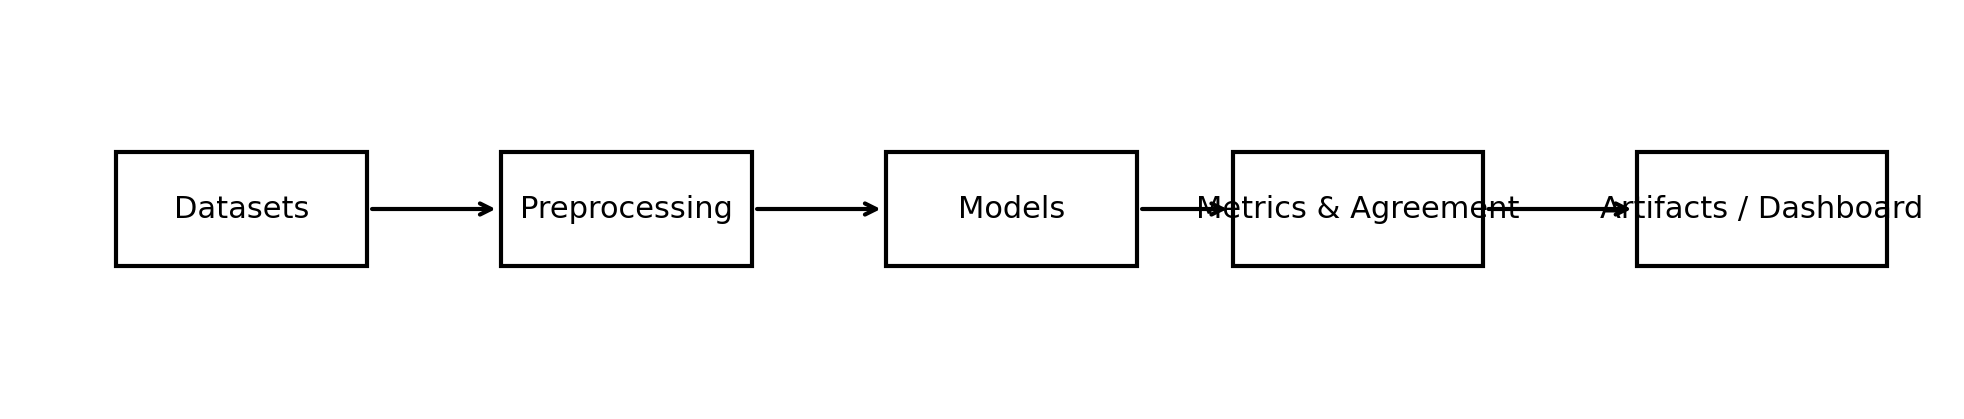 Datasets
Preprocessing
Models
Metrics & Agreement
Artifacts / Dashboard